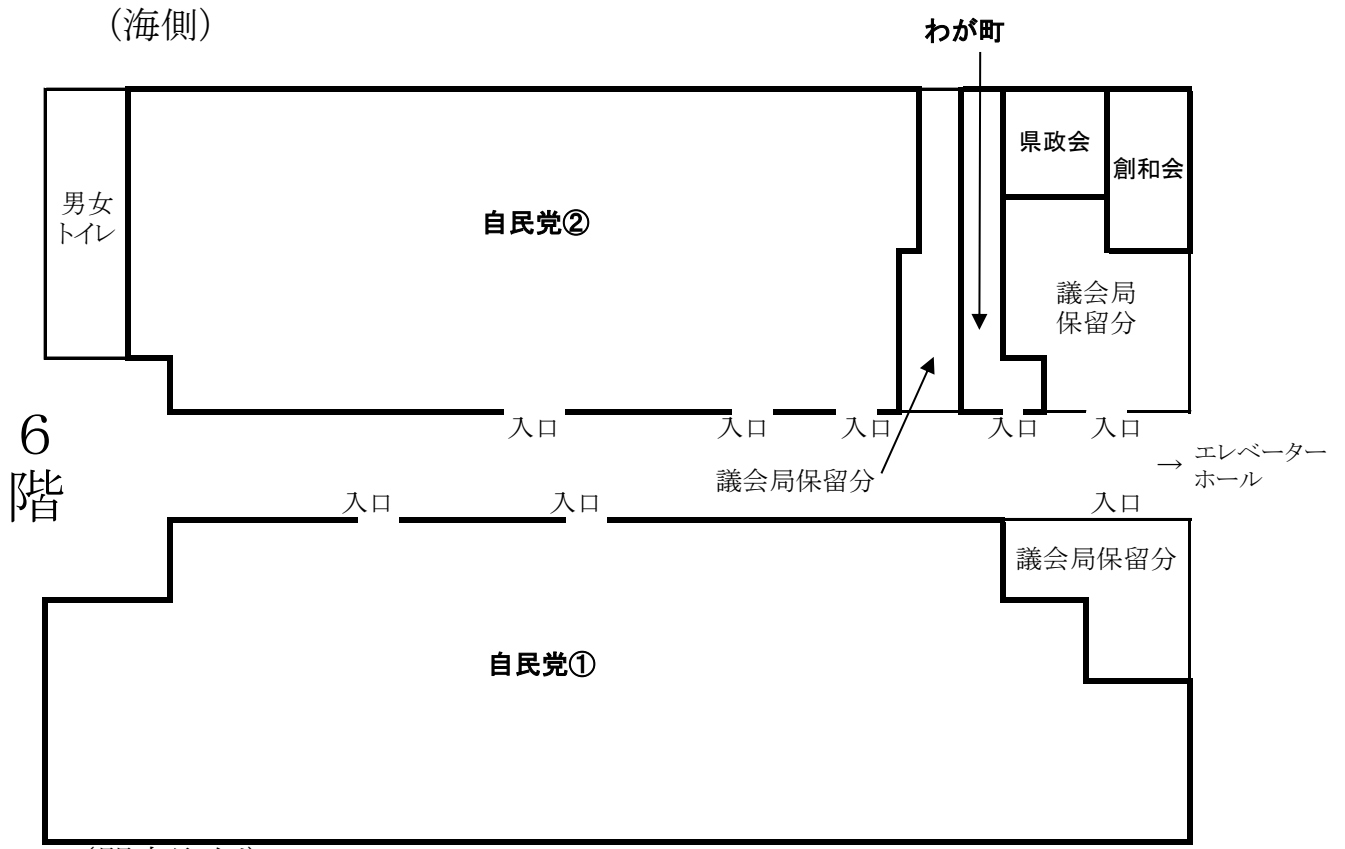 （海側）
わが町
県政会
創和会
男女
トイレ
自民党②
議会局
保留分
6
階
入口
入口
入口
入口
入口
議会局保留分
→ エレベーター
ホール
入口
入口
入口
議会局保留分
自民党①